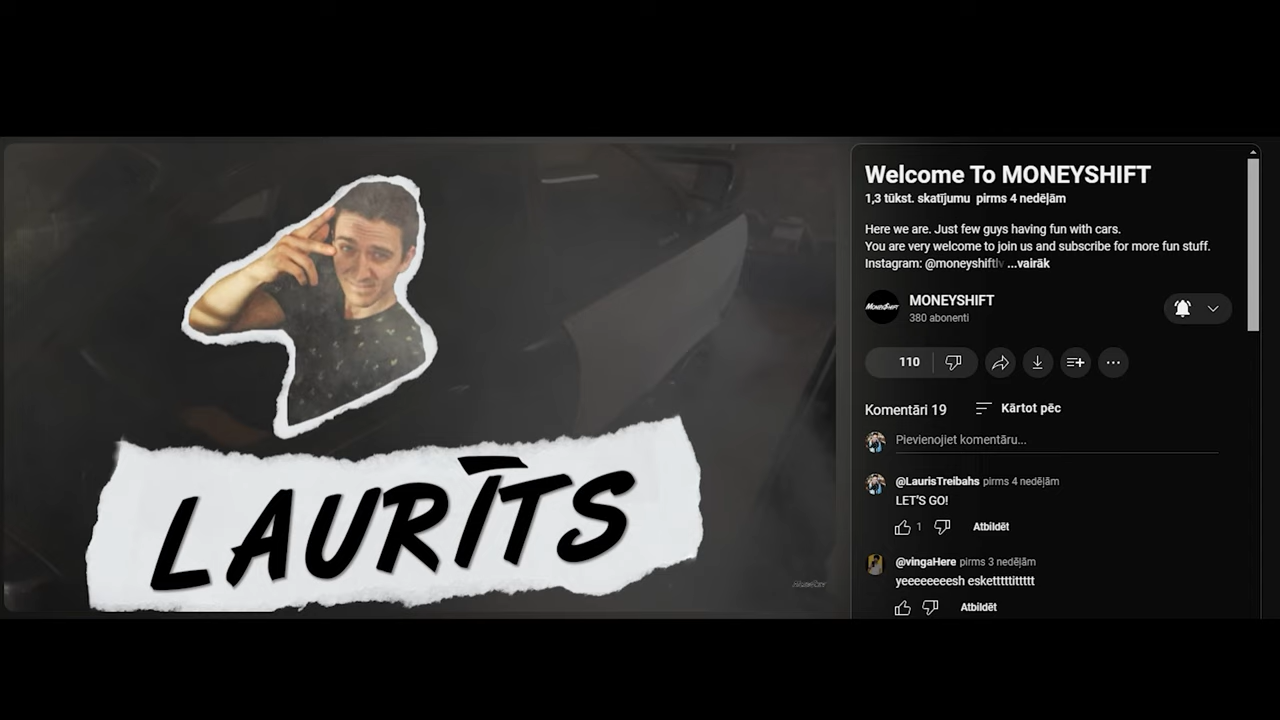 LAURĪTS
Welcome To MONEYSHIFT
1,3 tūkst. skatījumu pirms 4 nedēļām
Here we are. Just few guys having fun with cars.
You are very welcome to join us and subscribe for more fun stuff.
Instagram: @moneyshiftlv ...vairāk
MONEYSHIFT
MONEYSHIFT
380 abonenti
110
Komentāri 19
Kārtot pēc
Pievienojiet komentāru...
@LaurisTreibahs pirms 4 nedēļām
LET'S GO!
1
Atbildēt
@vingaHere pirms 3 nedēļām
yeeeeeeeesh eskettttttittttt
Atbildēt